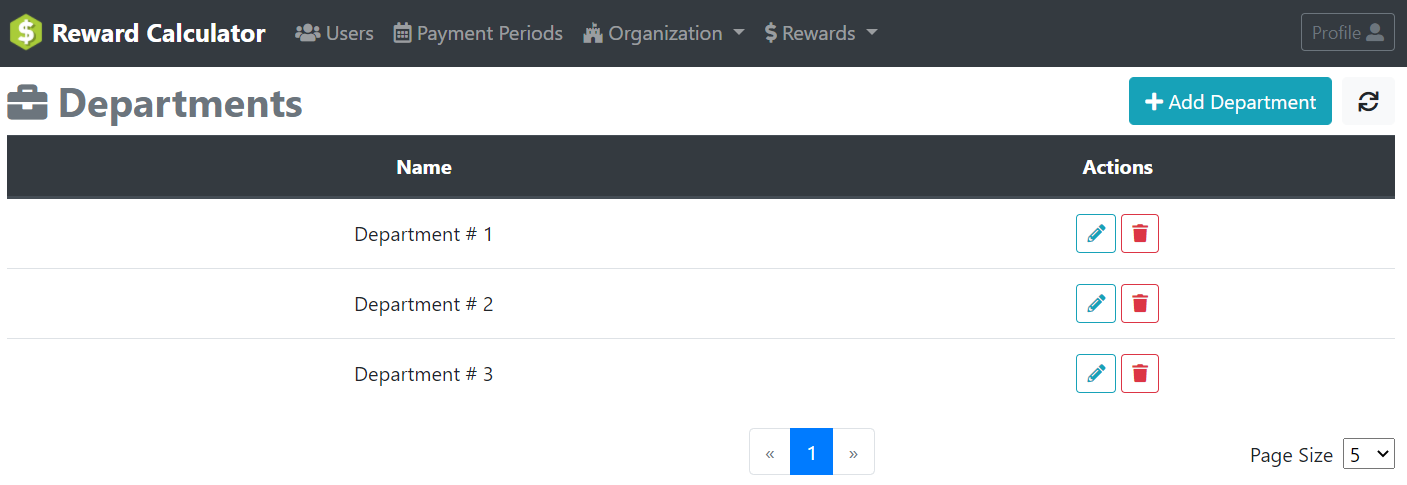 Reward Calculator Users Payment Periods Organization Rewards Profile
Departments Add Department
Name Actions
Department # 1
Department # 2
Department # 3
« 1 » Page Size 5